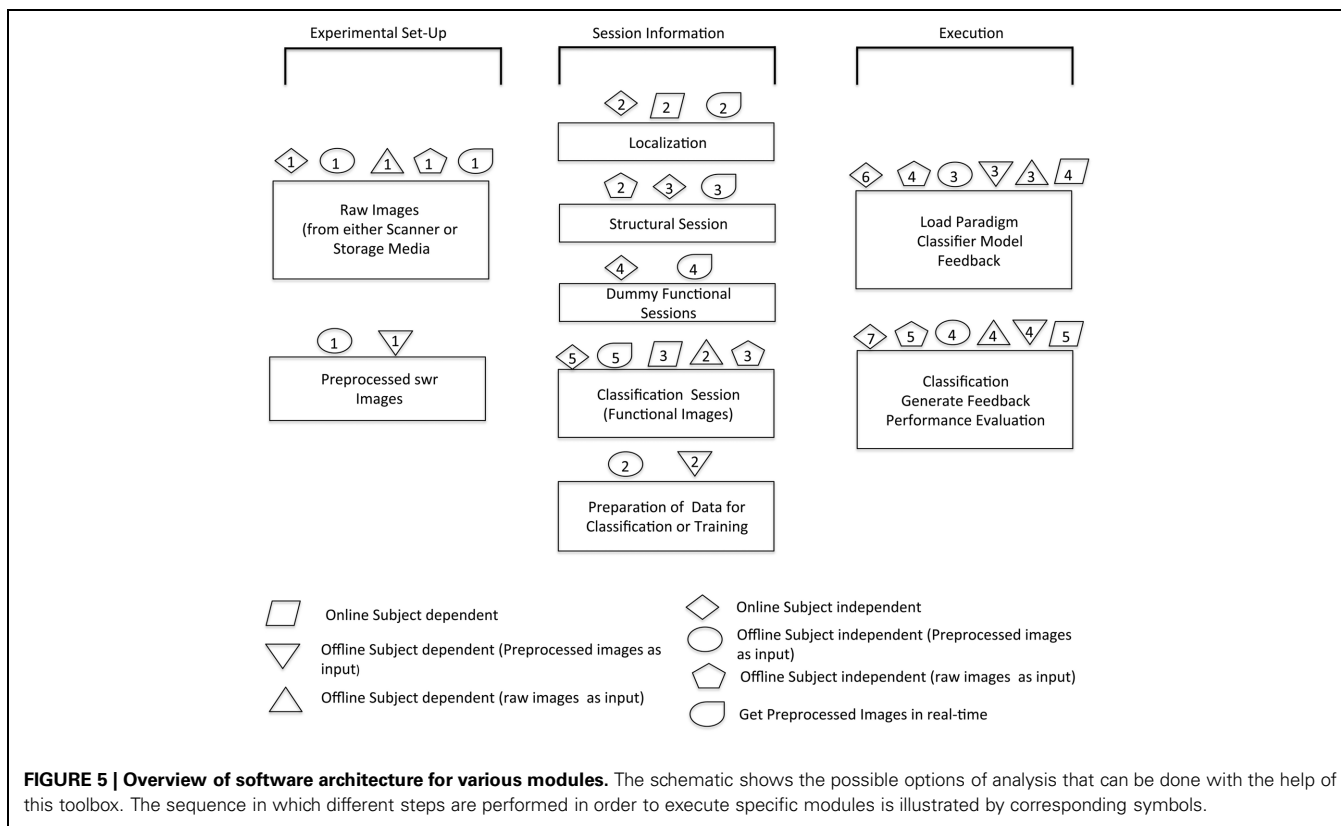 Experimental Set-Up
Session Information
Execution
2 2 2
Localization
1 1 1 1 1
Raw Images
(from either Scanner or
Storage Media
2 3 3
Structural Session
4 4
Dummy Functional
Sessions
6 4 3 3 3 4
Load Paradigm
Classifier Model
Feedback
1 1
Preprocessed swr
Images
5 5 3 2 3
Classification Session
(Functional Images)
7 5 4 4 4 5
Classification
Generate Feedback
Performance Evaluation
2 2
Preparation of Data for
Classification or Training
Online Subject dependent
Offline Subject dependent (Preprocessed images as
input)
Offline Subject dependent (raw images as input)
Online Subject independent
Offline Subject independent (Preprocessed images
as input)
Offline Subject independent (raw images as input)
Get Preprocessed Images in real-time
FIGURE 5 | Overview of software architecture for various modules. The schematic shows the possible options of analysis that can be done with the help of
this toolbox. The sequence in which different steps are performed in order to execute specific modules is illustrated by corresponding symbols.